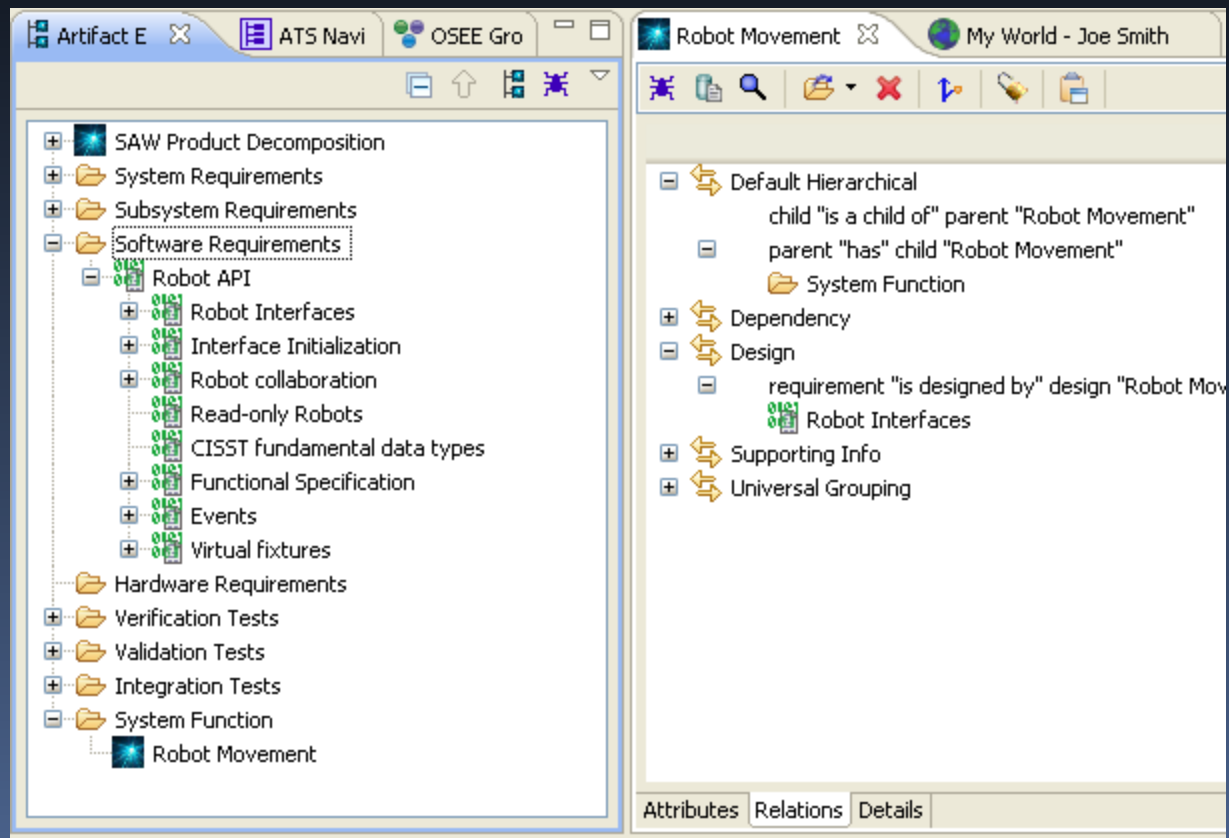 Artifact E
ATS Navi
OSEE Gro
SAW Product Decomposition
System Requirements
Subsystem Requirements
Software Requirements
Robot API
Robot Interfaces
Interface Initialization
Robot collaboration
Read-only Robots
CISST fundamental data types
Functional Specification
Events
Virtual fixtures
Hardware Requirements
Verification Tests
Validation Tests
Integration Tests
System Function
Robot Movement
Robot Movement
My World - Joe Smith
Default Hierarchical
child "is a child of" parent "Robot Movement"
parent "has" child "Robot Movement"
System Function
Dependency
Design
requirement "is designed by" design "Robot Mov
Robot Interfaces
Supporting Info
Universal Grouping
Attributes
Relations
Details